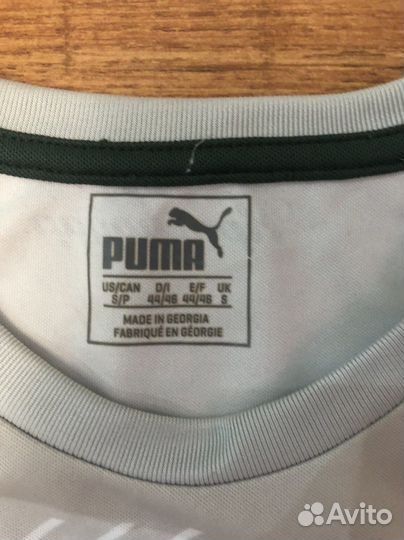 PUMA
US/CAN D/I E/F UK
S/P 44/46 44/46 S
MADE IN GEORGIA
FABRIQUÉ EN GÉORGIE
Avito